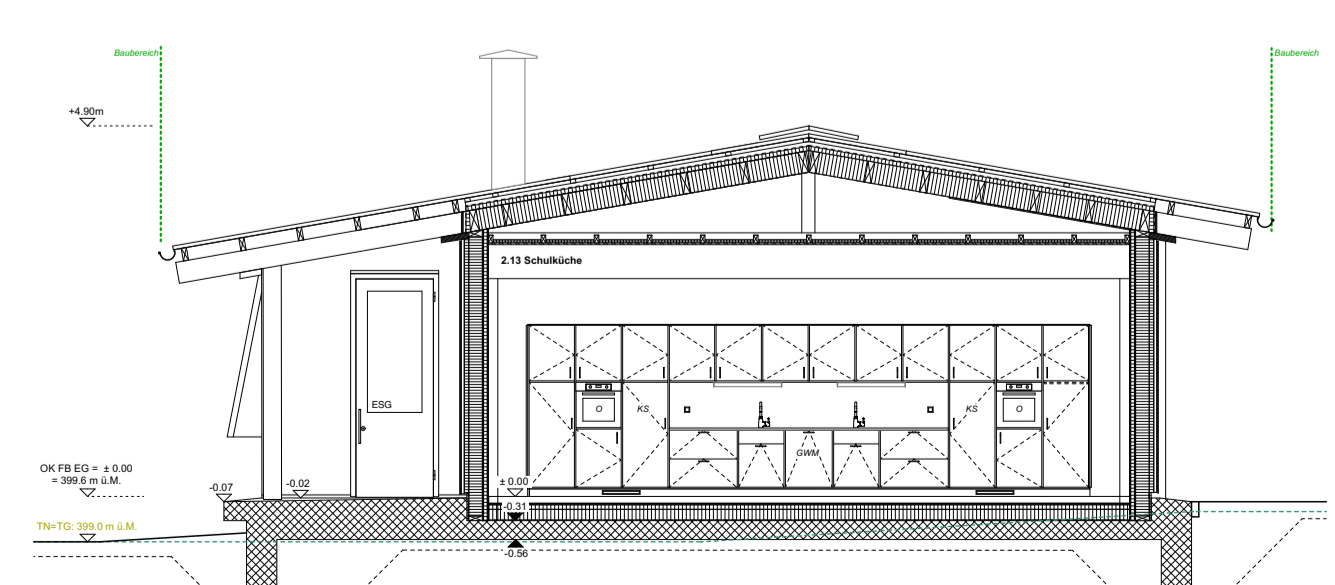 Baubereich
Baubereich
+4.90m
2.13 Schulküche
ESG
O
KS
KS
O
GWM
OK FB EG = ± 0.00
= 399.6 m ü.M.
-0.07
-0.02
± 0.00
-0.31
TN=TG: 399.0 m ü.M.
-0.56